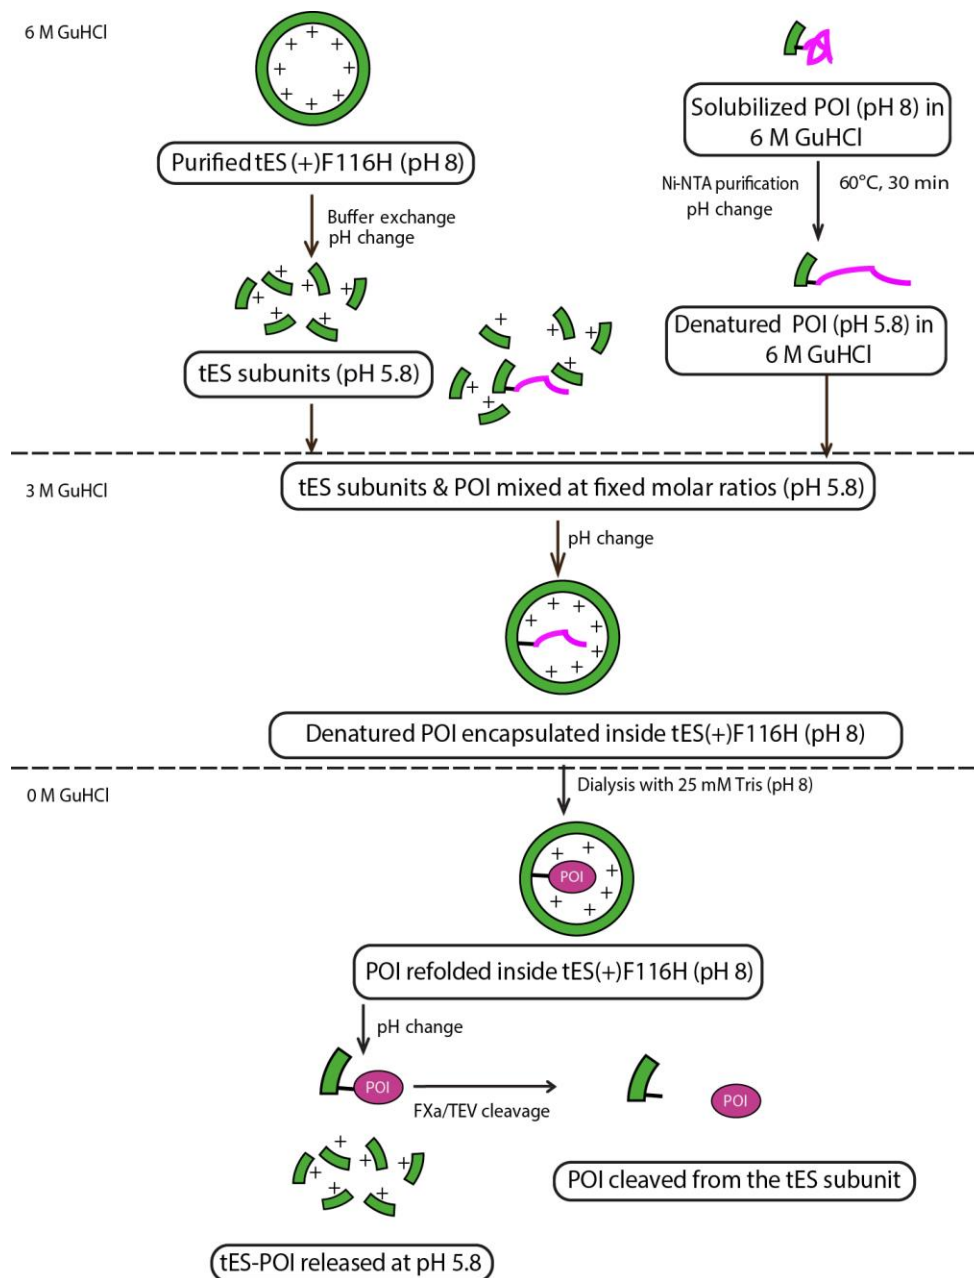 6 M GuHCl
+ + + + + + + +
Purified tES (+)F116H (pH 8)
Buffer exchange
pH change
+ + + + +
tES subunits (pH 5.8)
Solubilized POI (pH 8) in
6 M GuHCl
Ni-NTA purification 60°C, 30 min
pH change
Denatured POI (pH 5.8) in
6 M GuHCl
+ + + + + +
3 M GuHCl
tES subunits & POI mixed at fixed molar ratios (pH 5.8)
pH change
+ + + + + + +
Denatured POI encapsulated inside tES(+)F116H (pH 8)
0 M GuHCl
Dialysis with 25 mM Tris (pH 8)
+ + + + + +
POI
POI refolded inside tES(+)F116H (pH 8)
pH change
POI
FXa/TEV cleavage
POI
+ + + + +
POI cleaved from the tES subunit
tES-POI released at pH 5.8